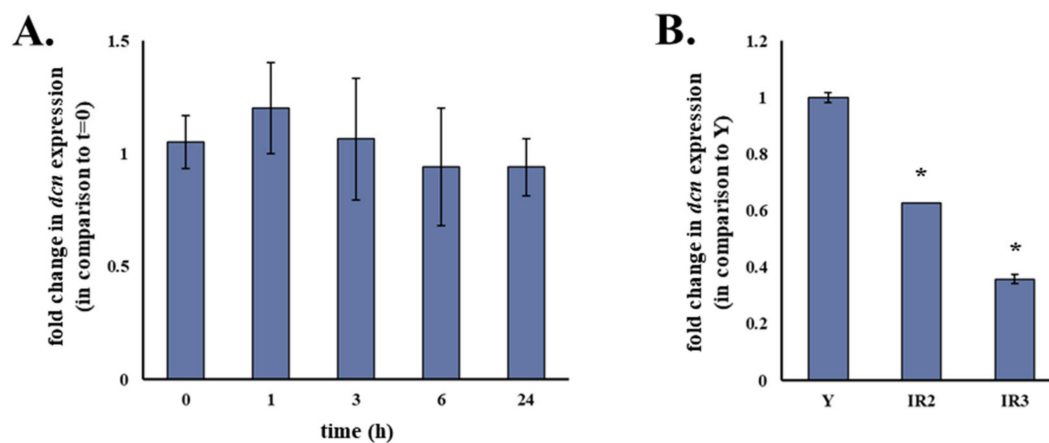 A.
fold change in dcn expression
(in comparison to t=0)
1.5
1
0.5
0
0 1 3 6 24
time (h)
B.
fold change in dcn expression
(in comparison to Y)
1.2
1
0.8
0.6
0.4
0.2
0
*
*
Y IR2 IR3